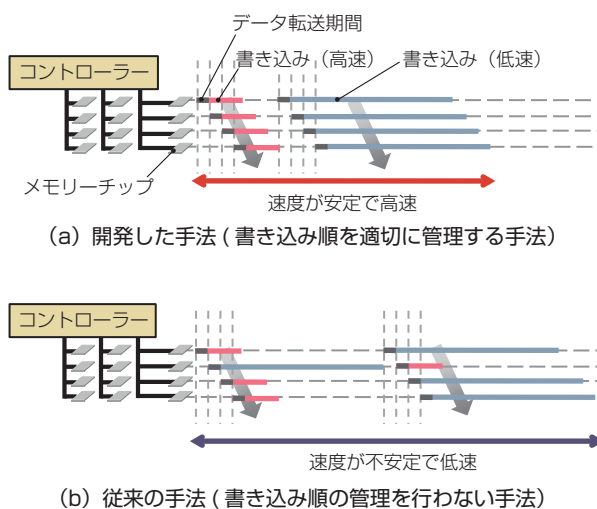 データ転送期間
書き込み（高速）
書き込み（低速）
コントローラー
メモリーチップ
速度が安定で高速
（a）開発した手法 ( 書き込み順を適切に管理する手法）
コントローラー
速度が不安定で低速
（b）従来の手法 ( 書き込み順の管理を行わない手法）